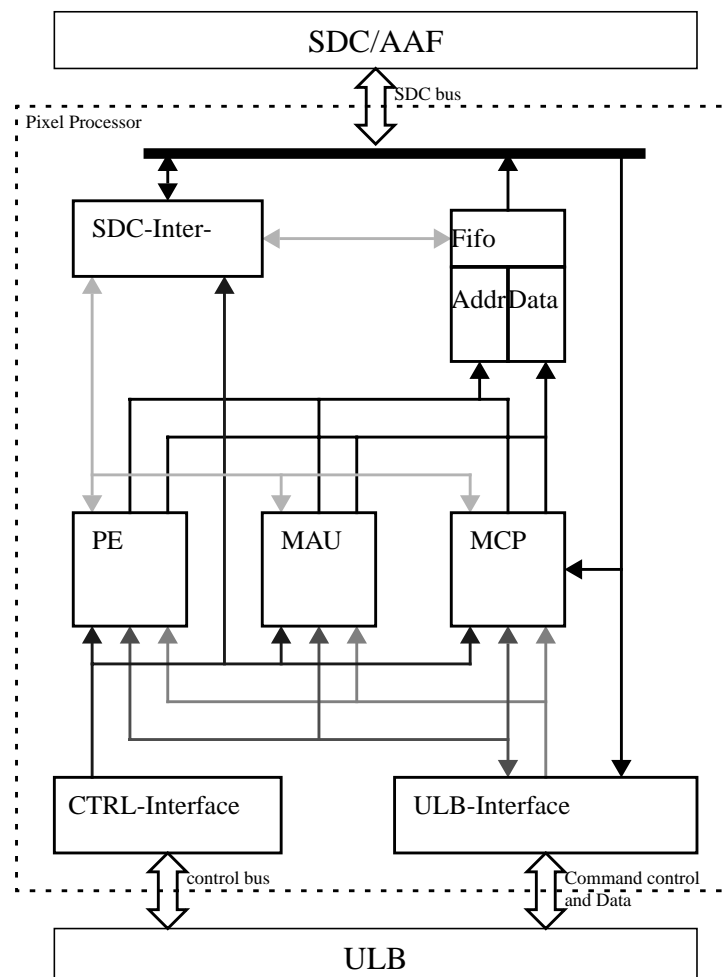 SDC/AAF
SDC bus
Pixel Processor
SDC-Inter-
Fifo
Addr Data
PE
MAU
MCP
CTRL-Interface
ULB-Interface
control bus
Command control
and Data
ULB